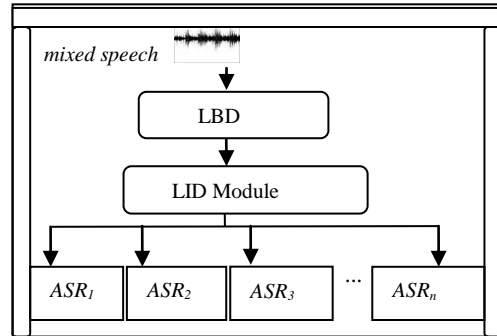 mixed speech
LBD
LID Module
ASR₁ ASR₂ ASR₃ ... ASRₙ